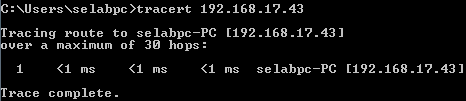 C:\Users\selabpc>tracert 192.168.17.43
Tracing route to selabpc-PC [192.168.17.43]
over a maximum of 30 hops:
1 <1 ms <1 ms <1 ms selabpc-PC [192.168.17.43]
Trace complete.